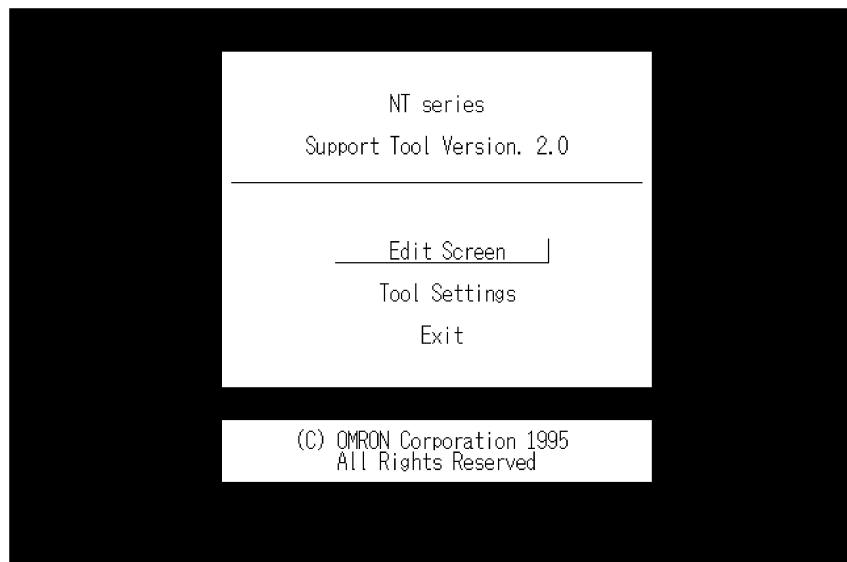 NT series
Support Tool Version. 2.0
Edit Screen
Tool Settings
Exit
(C) OMRON Corporation 1995
All Rights Reserved